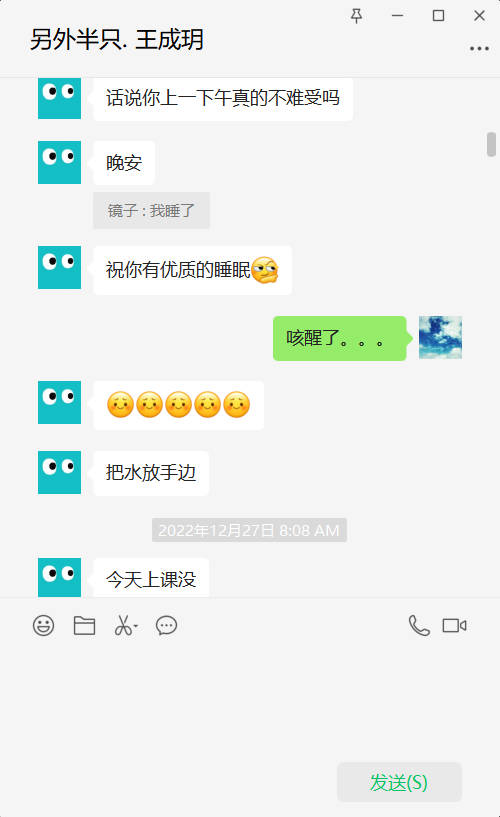 另外半只. 王成玥
话说你上一下午真的不难受吗
晚安
镜子 : 我睡了
祝你有优质的睡眠
咳醒了。。。
把水放手边
2022年12月27日 8:08 AM
今天上课没
发送(S)